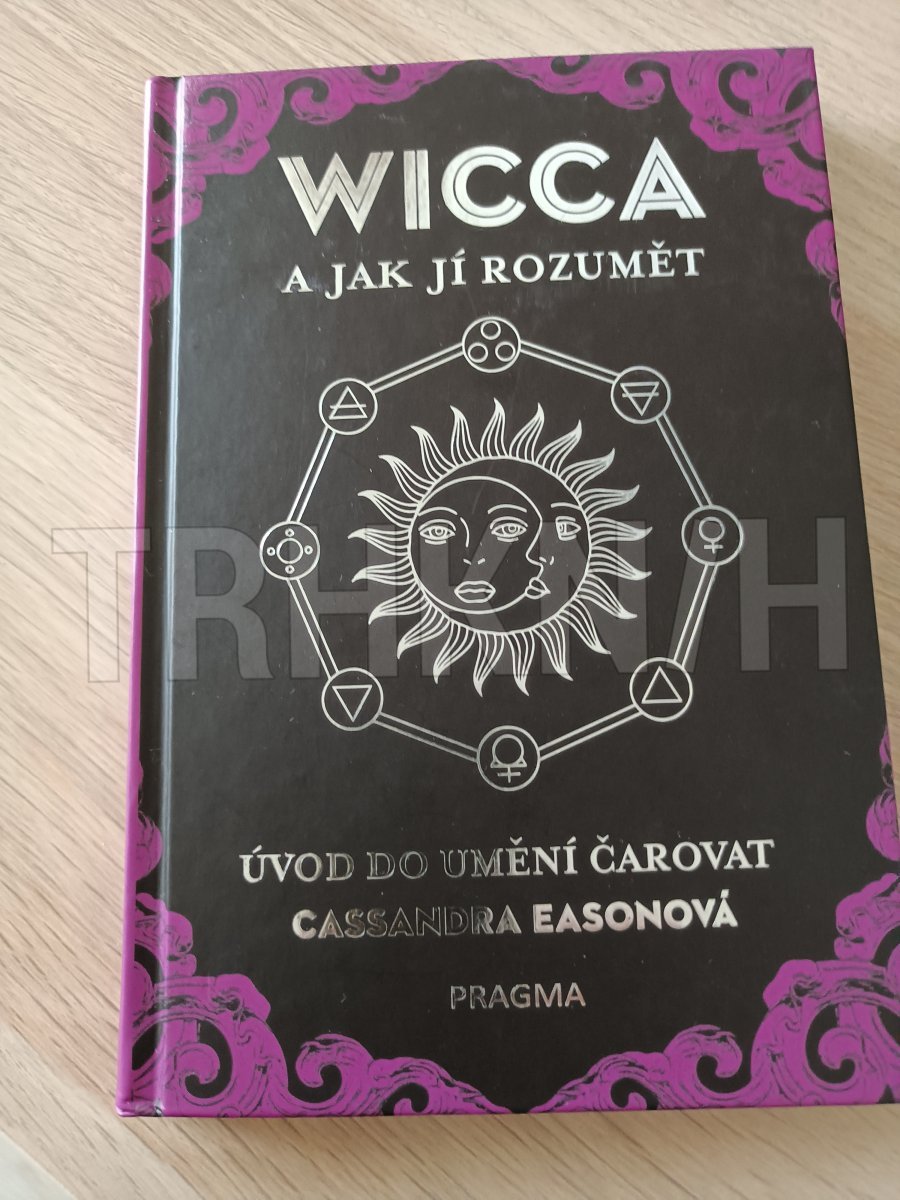 WICCA
A JAK JÍ ROZUMĚT
TRHKNIH
ÚVOD DO UMĚNÍ ČAROVAT
CASSANDRA EASONOVÁ
PRAGMA